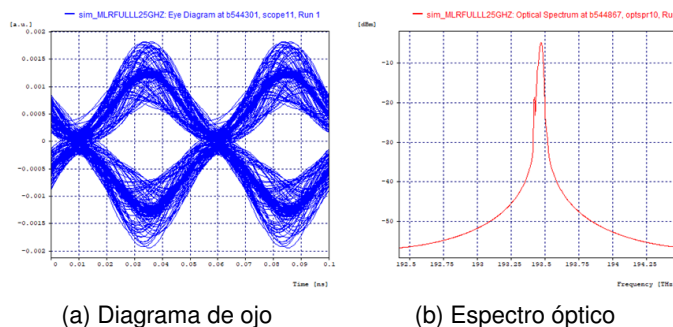 sim_MLRFULLL25GHZ: Eye Diagram at b544301, scope11, Run 1
[a.u.]
0.002
0.0015
0.001
0.0005
0
-0.0005
-0.001
-0.0015
-0.002
0 0.01 0.02 0.03 0.04 0.05 0.06 0.07 0.08 0.09 0.1
Time [ns]
(a) Diagrama de ojo
sim_MLRFULLL25GHZ: Optical Spectrum at b544867, optspr10, Ru
[dBm]
-10
-20
-30
-40
-50
192.5 192.75 193 193.25 193.5 193.75 194 194.25 194.5
Frequency [THz
(b) Espectro óptico